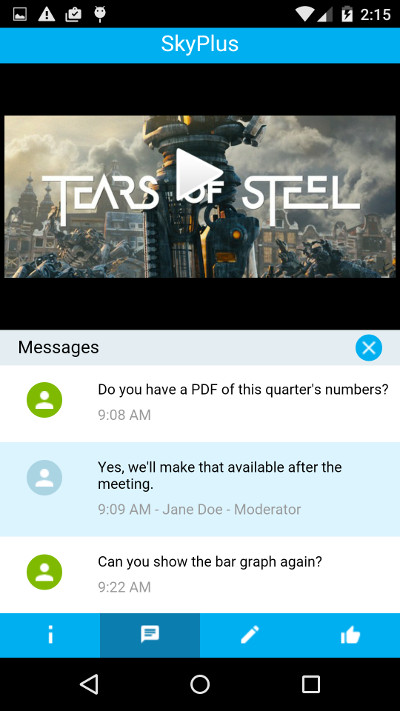 2:15
SkyPlus
TEARS OF STEEL
Messages
Do you have a PDF of this quarter's numbers?
9:08 AM
Yes, we'll make that available after the
meeting.
9:09 AM - Jane Doe - Moderator
Can you show the bar graph again?
9:22 AM